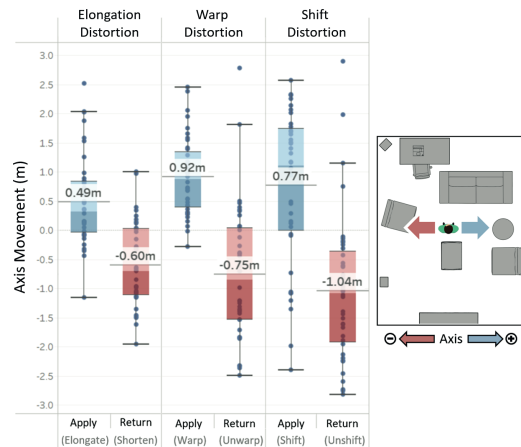 Elongation Distortion
Warp Distortion
Shift Distortion
Axis Movement (m)
3.0
2.5
2.0
1.5
1.0
0.5
0.0
-0.5
-1.0
-1.5
-2.0
-2.5
-3.0
0.49m
-0.60m
0.92m
-0.75m
0.77m
-1.04m
Apply (Elongate)
Return (Shorten)
Apply (Warp)
Return (Unwarp)
Apply (Shift)
Return (Unshift)
Axis